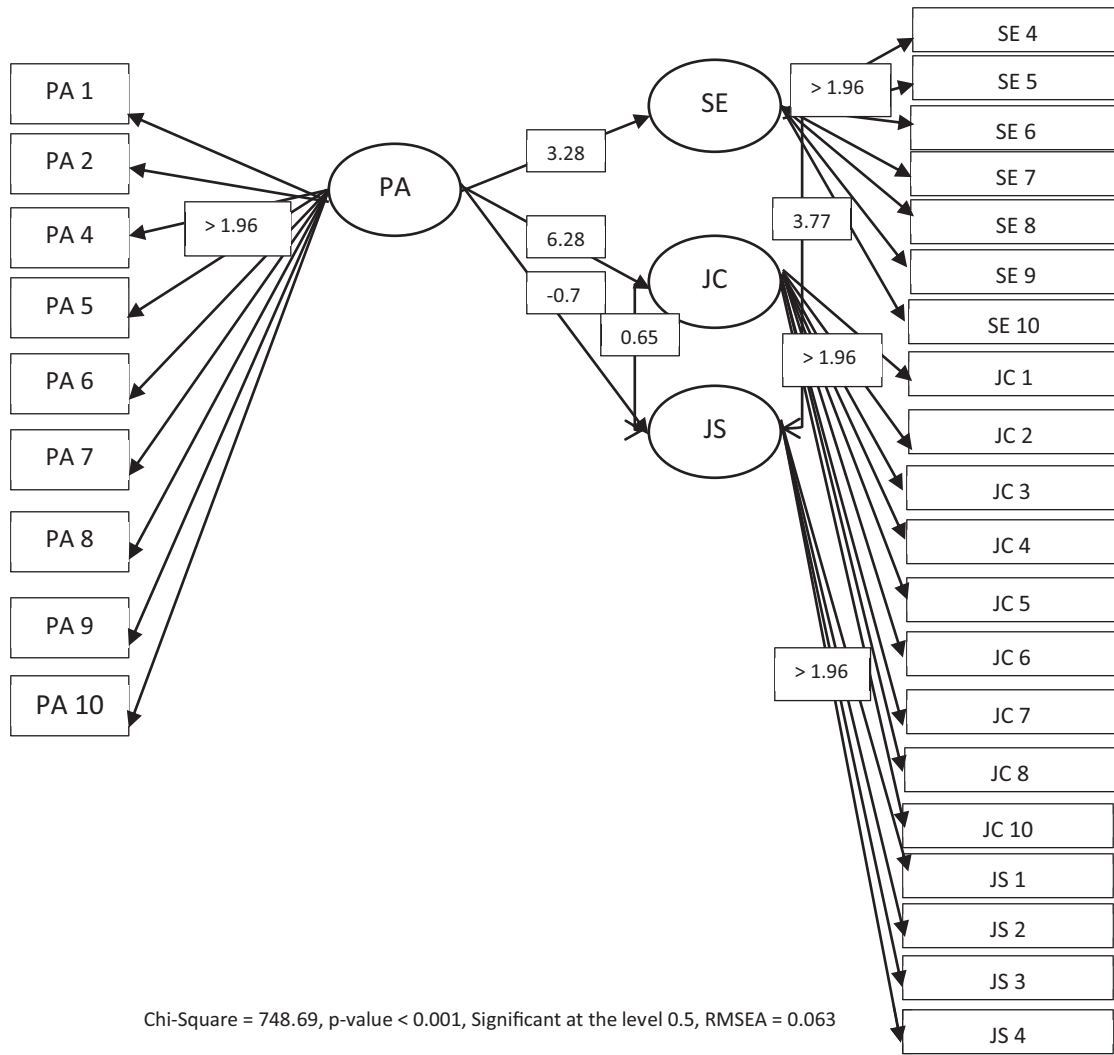 PA 1
PA 2
PA 4
PA 5
PA 6
PA 7
PA 8
PA 9
PA 10
> 1.96
PA
3.28
6.28
-0.7
0.65
SE
JC
JS
> 1.96
3.77
> 1.96
> 1.96
SE 4
SE 5
SE 6
SE 7
SE 8
SE 9
SE 10
JC 1
JC 2
JC 3
JC 4
JC 5
JC 6
JC 7
JC 8
JC 10
JS 1
JS 2
JS 3
JS 4
Chi-Square = 748.69, p-value < 0.001, Significant at the level 0.5, RMSEA = 0.063